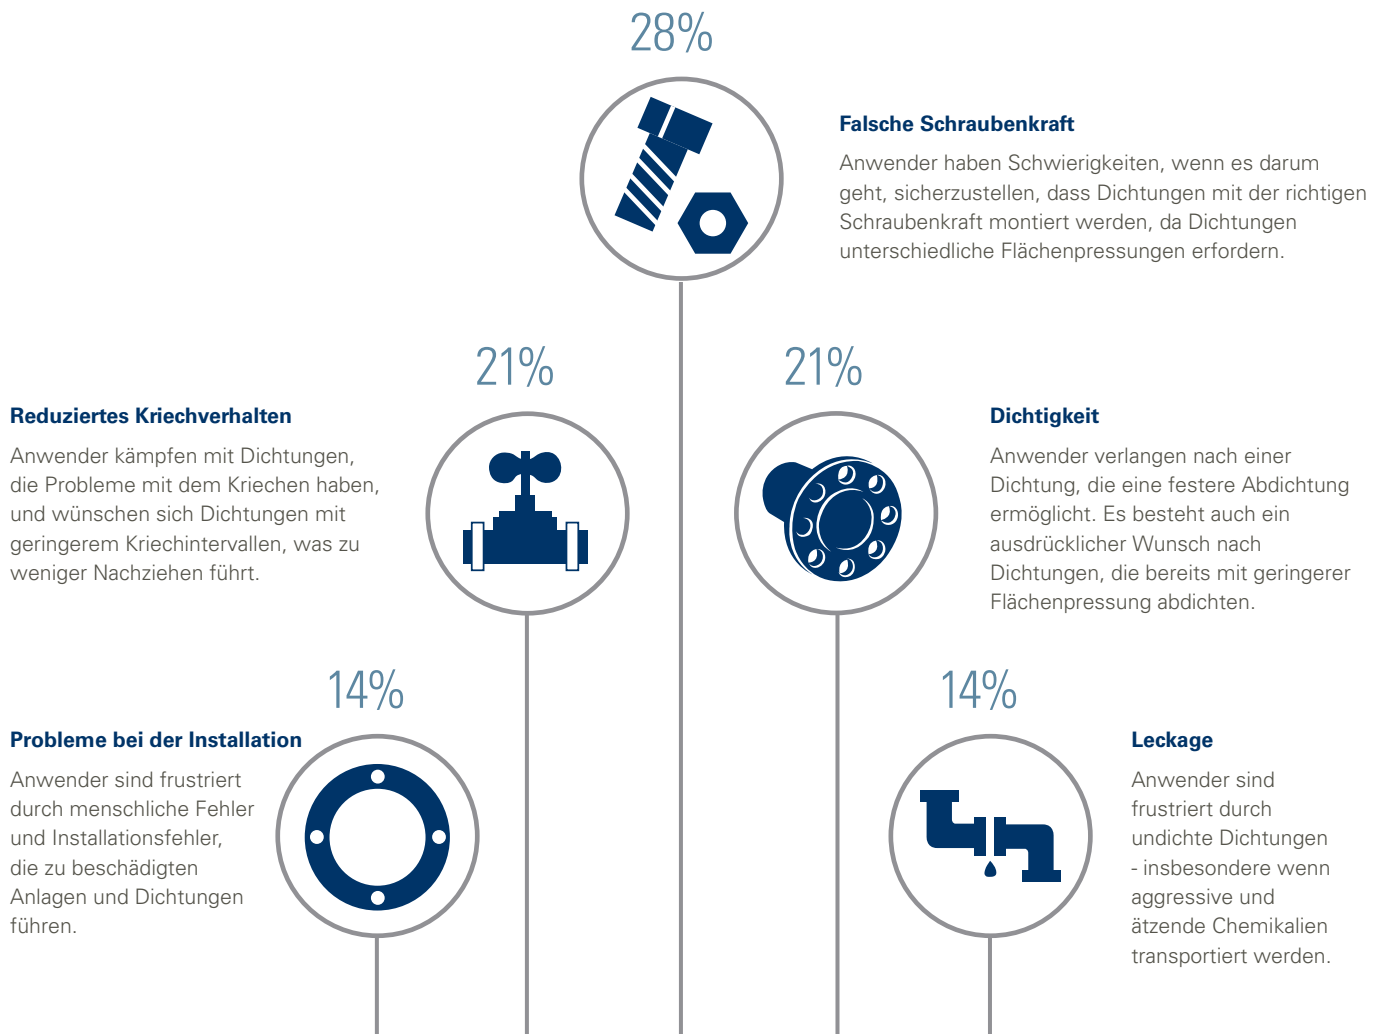 28%
Falsche Schraubenkraft
Anwender haben Schwierigkeiten, wenn es darum
geht, sicherzustellen, dass Dichtungen mit der richtigen
Schraubenkraft montiert werden, da Dichtungen
unterschiedliche Flächenpressungen erfordern.
21%
Reduziertes Kriechverhalten
Anwender kämpfen mit Dichtungen,
die Probleme mit dem Kriechen haben,
und wünschen sich Dichtungen mit
geringerem Kriechintervallen, was zu
weniger Nachziehen führt.
21%
Dichtigkeit
Anwender verlangen nach einer
Dichtung, die eine festere Abdichtung
ermöglicht. Es besteht auch ein
ausdrücklicher Wunsch nach
Dichtungen, die bereits mit geringerer
Flächenpressung abdichten.
14%
Probleme bei der Installation
Anwender sind frustriert
durch menschliche Fehler
und Installationsfehler,
die zu beschädigten
Anlagen und Dichtungen
führen.
14%
Leckage
Anwender sind
frustriert durch
undichte Dichtungen
- insbesondere wenn
aggressive und
ätzende Chemikalien
transportiert werden.